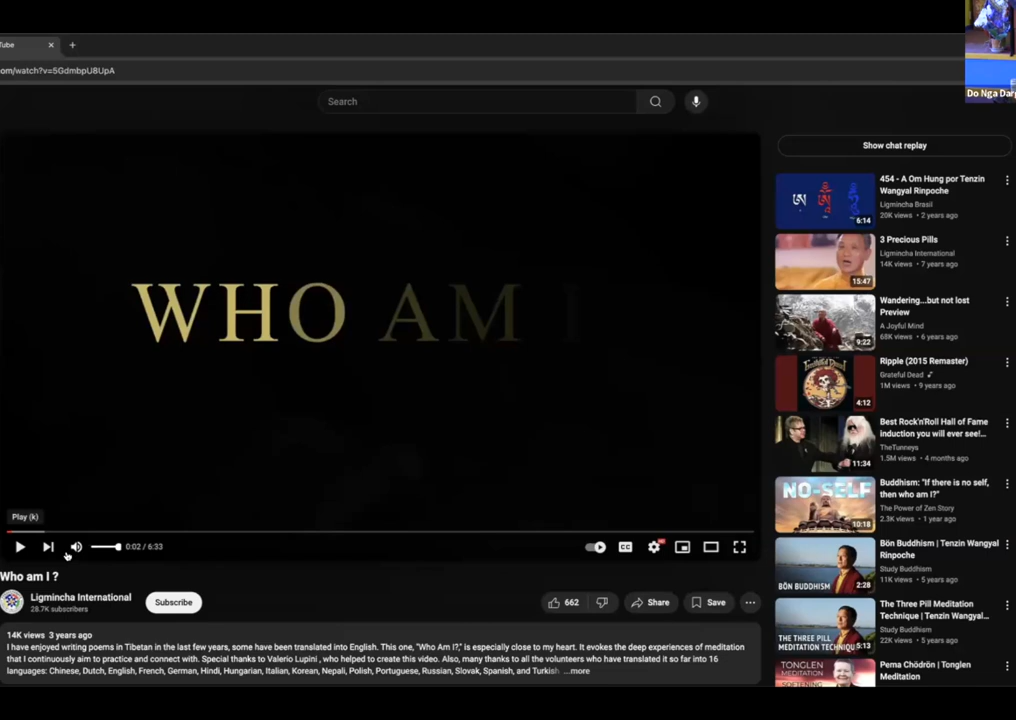 Tube
om/watch?v=5GdmbpU8UpA
Search
Do Nga Dar
WHO AM I
Play (k)
0:02 / 6:33
CC
Who am I ?
Ligmincha International
28.7K subscribers
Subscribe
662
Share
Save
14K views 3 years ago
I have enjoyed writing poems in Tibetan in the last few years, some have been translated into English. This one, "Who Am I?," is especially close to my heart. It evokes the deep experiences of meditation
that I continuously aim to practice and connect with. Special thanks to Valerio Lupini , who helped to create this video. Also, many thanks to all the volunteers who have translated it so far into 16
languages: Chinese, Dutch, English, French, German, Hindi, Hungarian, Italian, Korean, Nepali, Polish, Portuguese, Russian, Slovak, Spanish, and Turkish ...more
Show chat replay
ཨ ཨོཾ ཧཱུྃ
6:14
454 - A Om Hung por Tenzin
Wangyal Rinpoche
Ligmincha Brasil
20K views • 2 years ago
15:47
3 Precious Pills
Ligmincha International
14K views • 7 years ago
9:22
Wandering...but not lost
Preview
A Joyful Mind
68K views • 6 years ago
4:12
Ripple (2015 Remaster)
Grateful Dead
1M views • 9 years ago
11:34
Best Rock'n'Roll Hall of Fame
induction you will ever see!...
TheTunneys
1.5M views • 4 months ago
NO-SELF
10:18
Buddhism: "If there is no self,
then who am I?"
The Power of Zen Story
2.3K views • 1 year ago
BÖN BUDDHISM
2:28
Bön Buddhism | Tenzin Wangyal
Rinpoche
Study Buddhism
11K views • 5 years ago
THE THREE PILL
MEDITATION TECHNIQU
5:13
The Three Pill Meditation
Technique | Tenzin Wangyal...
Study Buddhism
22K views • 5 years ago
TONGLEN
MEDITATION
Pema Chödrön | Tonglen
Meditation